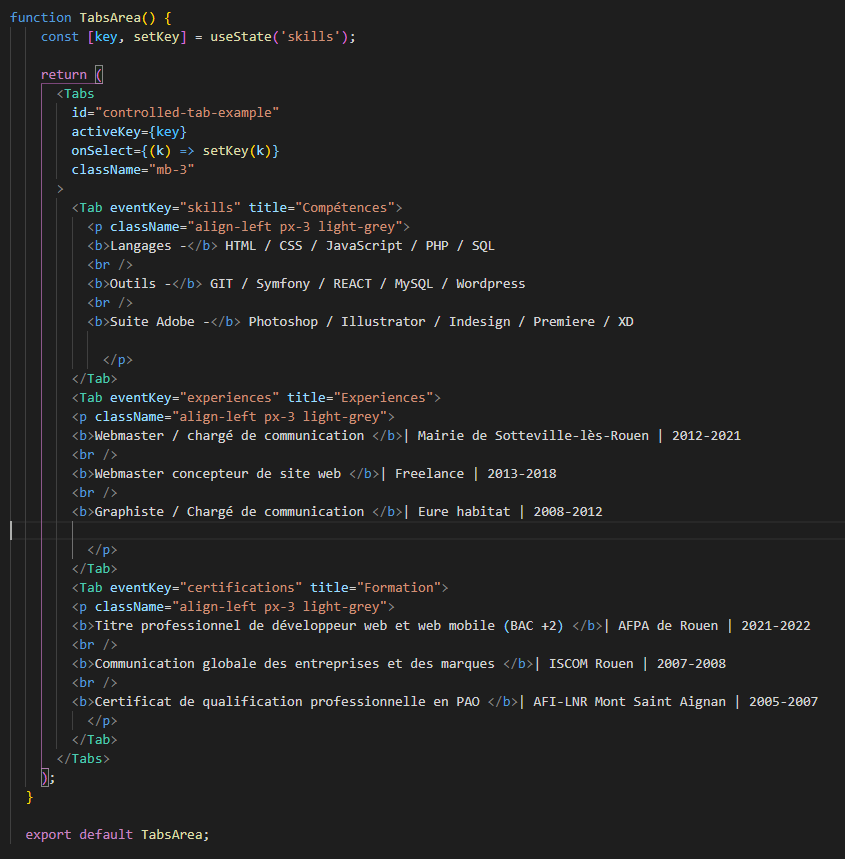 function TabsArea() {
const [key, setKey] = useState('skills');
return (
<Tabs
id="controlled-tab-example"
activeKey={key}
onSelect={(k) => setKey(k)}
className="mb-3"
>
<Tab eventKey="skills" title="Compétences">
<p className="align-left px-3 light-grey">
<b>Langages -</b> HTML / CSS / JavaScript / PHP / SQL
<br />
<b>Outils -</b> GIT / Symfony / REACT / MySQL / Wordpress
<br />
<b>Suite Adobe -</b> Photoshop / Illustrator / Indesign / Premiere / XD
</p>
</Tab>
<Tab eventKey="experiences" title="Experiences">
<p className="align-left px-3 light-grey">
<b>Webmaster / chargé de communication </b>| Mairie de Sotteville-lès-Rouen | 2012-2021
<br />
<b>Webmaster concepteur de site web </b>| Freelance | 2013-2018
<br />
<b>Graphiste / Chargé de communication </b>| Eure habitat | 2008-2012
</p>
</Tab>
<Tab eventKey="certifications" title="Formation">
<p className="align-left px-3 light-grey">
<b>Titre professionnel de développeur web et web mobile (BAC +2) </b>| AFPA de Rouen | 2021-2022
<br />
<b>Communication globale des entreprises et des marques </b>| ISCOM Rouen | 2007-2008
<br />
<b>Certificat de qualification professionnelle en PAO </b>| AFI-LNR Mont Saint Aignan | 2005-2007
</p>
</Tab>
</Tabs>
);
}
export default TabsArea;